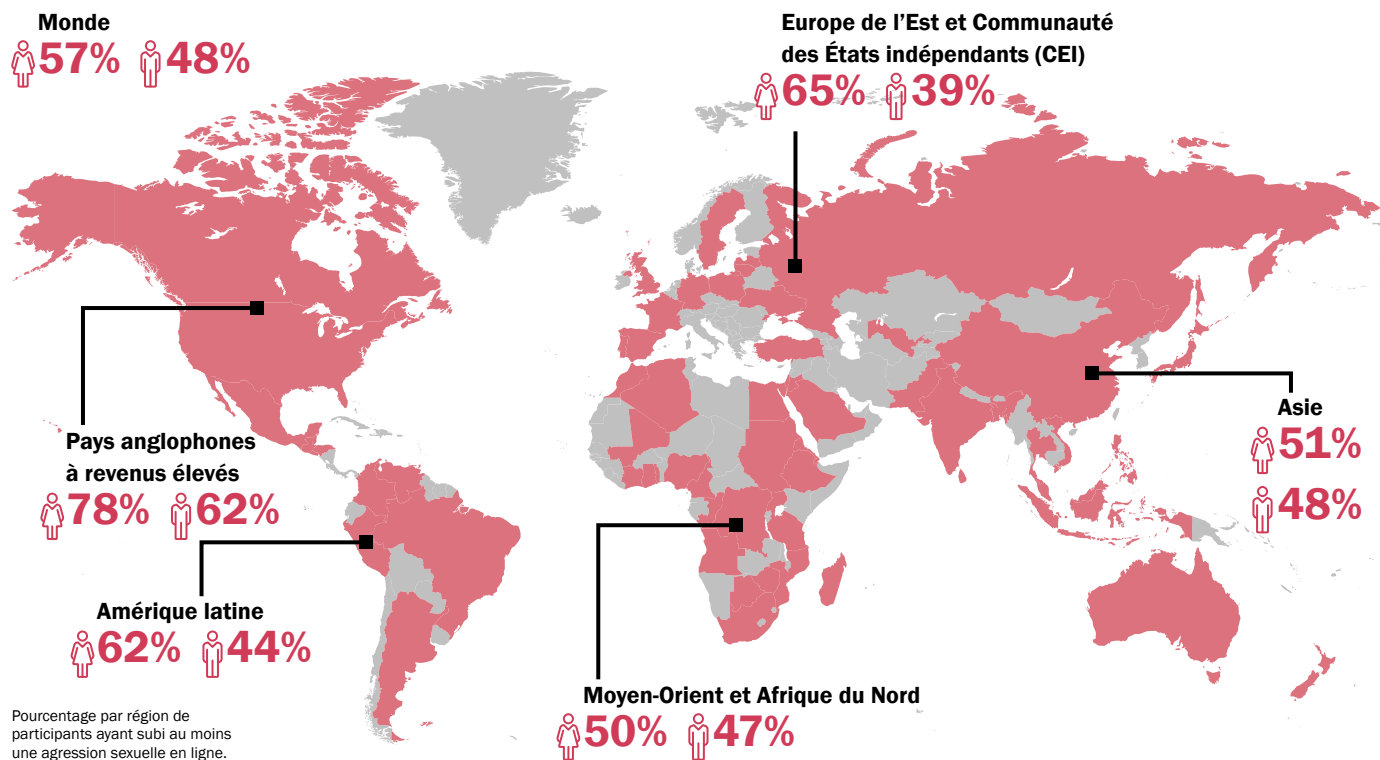 Monde
57% 48%
Europe de l’Est et Communauté
des États indépendants (CEI)
65% 39%
Pays anglophones
à revenus élevés
78% 62%
Asie
51%
48%
Amérique latine
62% 44%
Moyen-Orient et Afrique du Nord
50% 47%
Pourcentage par région de
participants ayant subi au moins
une agression sexuelle en ligne.